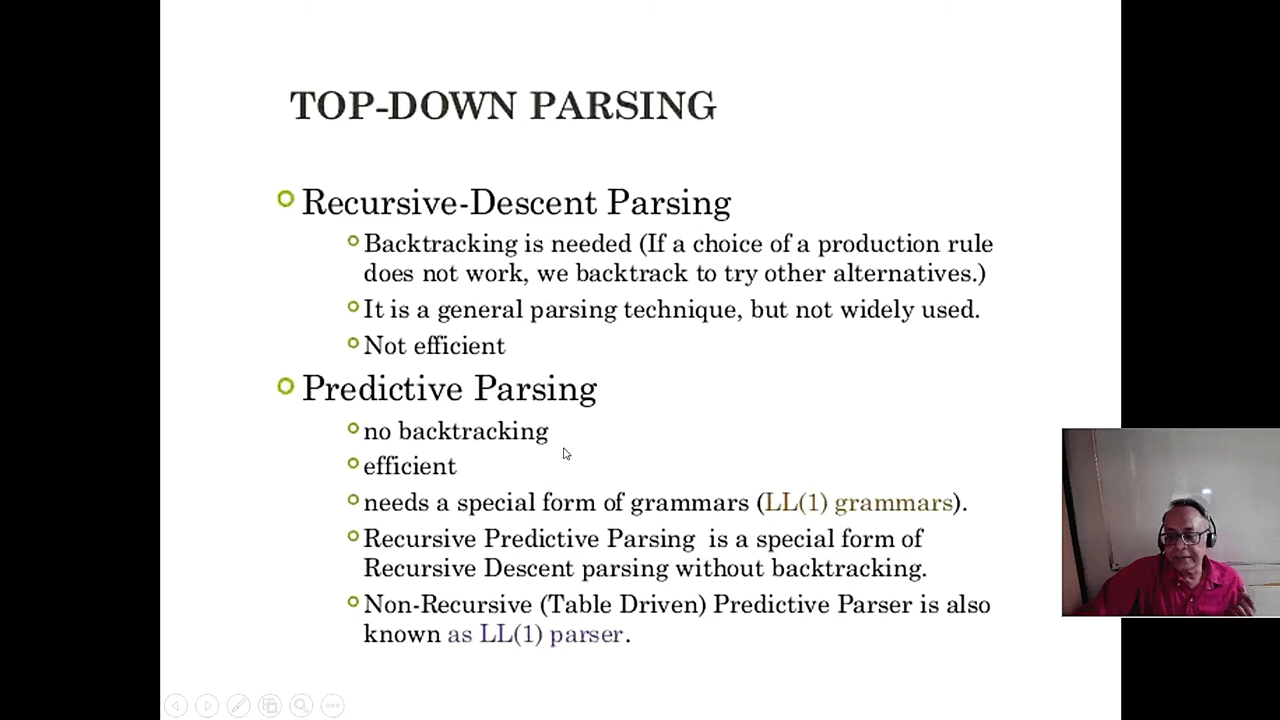 TOP-DOWN PARSING
Recursive-Descent Parsing
Backtracking is needed (If a choice of a production rule
does not work, we backtrack to try other alternatives.)
It is a general parsing technique, but not widely used.
Not efficient
Predictive Parsing
no backtracking
efficient
needs a special form of grammars (LL(1) grammars).
Recursive Predictive Parsing is a special form of
Recursive Descent parsing without backtracking.
Non-Recursive (Table Driven) Predictive Parser is also
known as LL(1) parser.